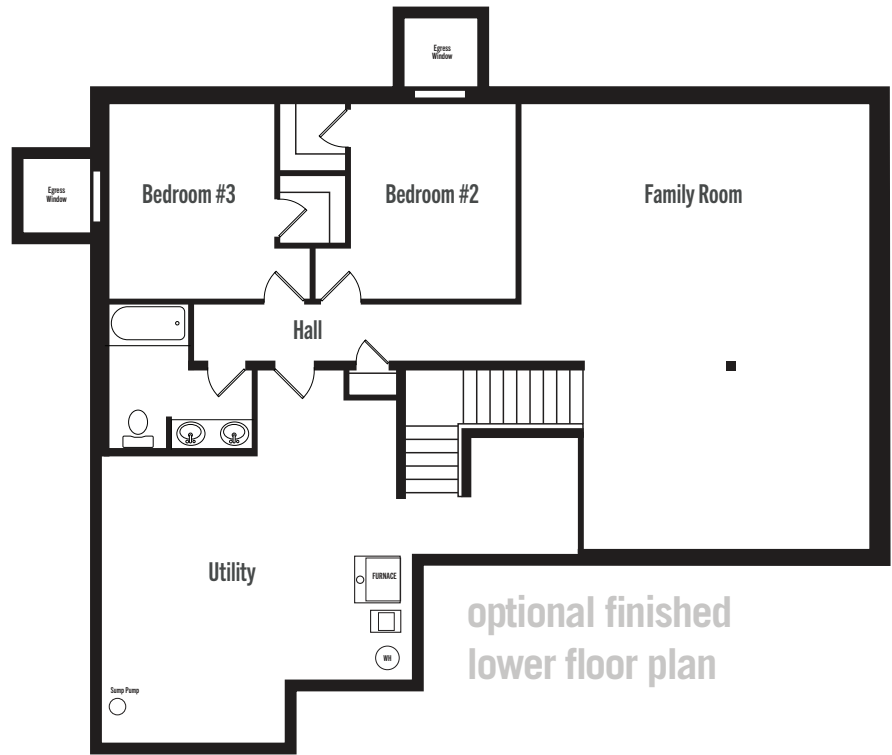 Egress
Window
Egress
Window
Bedroom #3
Bedroom #2
Family Room
Hall
Utility
FURNACE
WH
Sump Pump
optional finished
lower floor plan